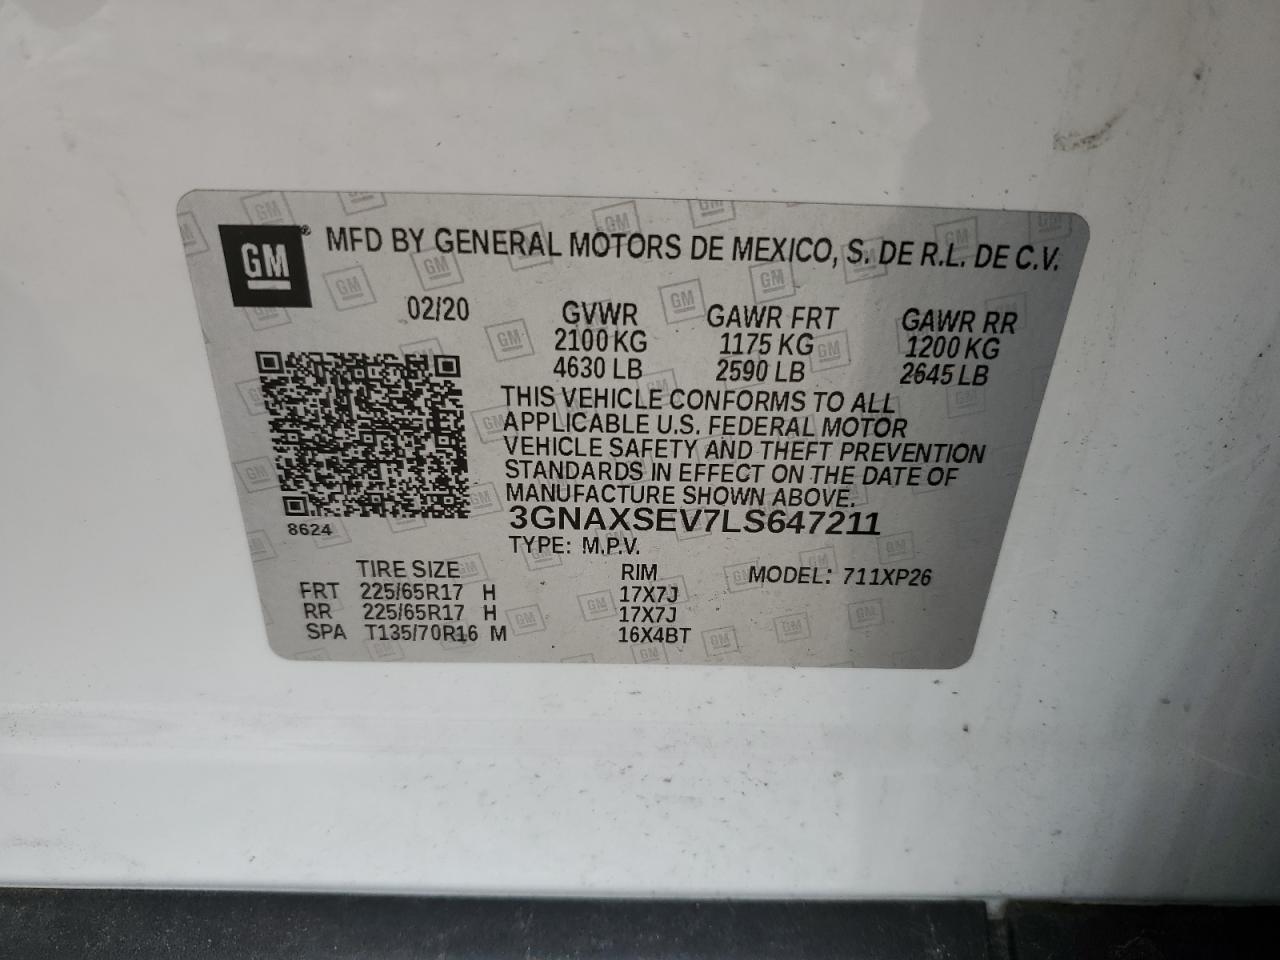 GM® MFD BY GENERAL MOTORS DE MEXICO, S. DE R.L. DE C.V.
02/20 GVWR GAWR FRT GAWR RR
2100 KG 1175 KG 1200 KG
4630 LB 2590 LB 2645 LB
THIS VEHICLE CONFORMS TO ALL
APPLICABLE U.S. FEDERAL MOTOR
VEHICLE SAFETY AND THEFT PREVENTION
STANDARDS IN EFFECT ON THE DATE OF
MANUFACTURE SHOWN ABOVE.
3GNAXSEV7LS647211
8624
TYPE: M.P.V.
TIRE SIZE RIM MODEL: 711XP26
FRT 225/65R17 H 17X7J
RR 225/65R17 H 17X7J
SPA T135/70R16 M 16X4BT